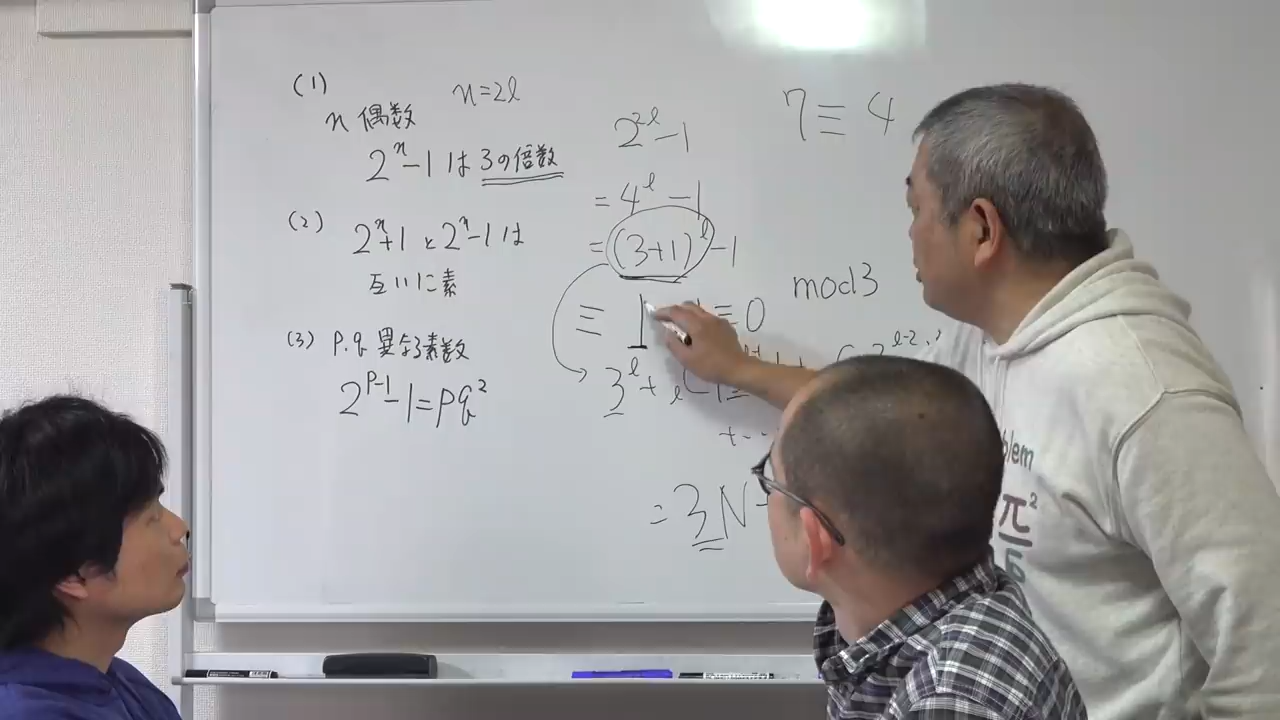 (1)
n 偶数
n=2l
2ⁿ-1 は 3の倍数
(2)
2ⁿ+1 と 2ⁿ-1 は
互いに素
(3) p.q 異なる素数
2ᵖ⁻¹-1=pq²
2²ˡ-1
=4ˡ-1
=(3+1)ˡ-1
≡ 1
≡0
mod3
3ˡ+
=3N
7≡4
π²
6